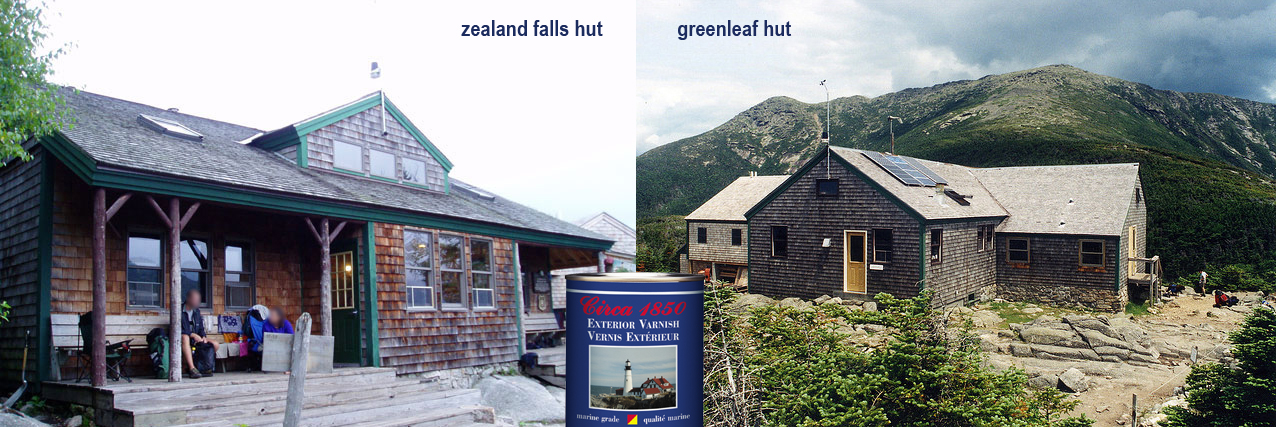 zealand falls hut
greenleaf hut
Circa 1850
EXTERIOR VARNISH
VERNIS EXTÉRIEUR
marine grade qualité marine